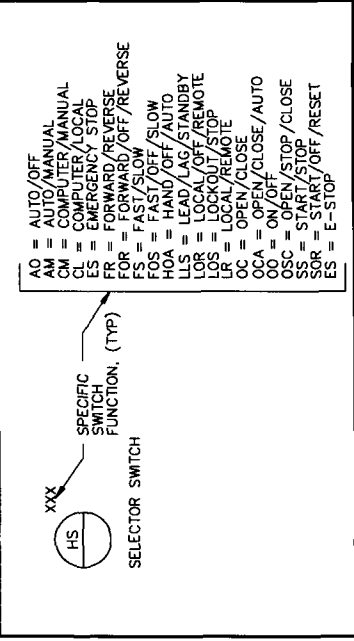 XXX
HS
SPECIFIC
SWITCH
FUNCTION, (TYP)
SELECTOR SWITCH
AO = AUTO/OFF
AM = AUTO/MANUAL
CM = COMPUTER/MANUAL
CL = COMPUTER/LOCAL
ES = EMERGENCY STOP
FR = FORWARD/REVERSE
FOR = FORWARD/OFF/REVERSE
FS = FAST/SLOW
FOS = FAST/OFF/SLOW
HOA = HAND/OFF/AUTO
LLS = LEAD/LAG/STANDBY
LOR = LOCAL/OFF/REMOTE
LOS = LOCKOUT/STOP
LR = LOCAL/REMOTE
OC = OPEN/CLOSE
OCA = OPEN/CLOSE/AUTO
OO = ON/OFF
OSC = OPEN/STOP/CLOSE
SS = START/STOP
SOR = START/OFF/RESET
ES = E-STOP